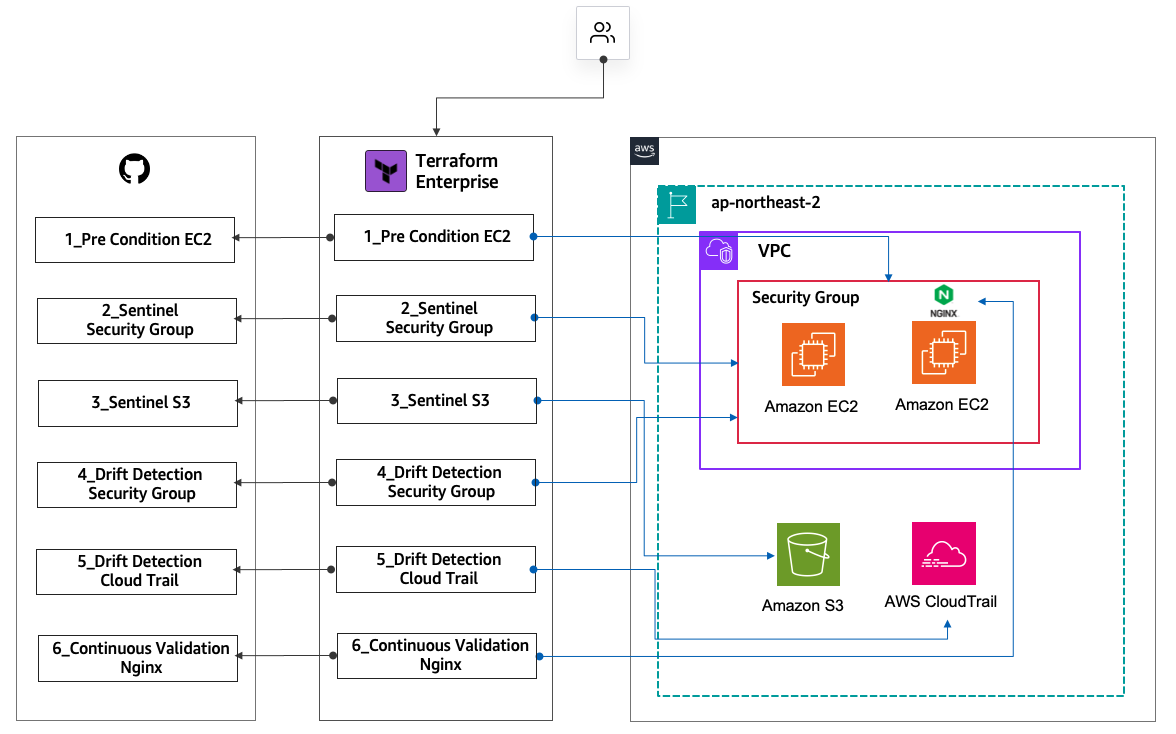 Terraform
Enterprise
1_Pre Condition EC2
2_Sentinel
Security Group
3_Sentinel S3
4_Drift Detection
Security Group
5_Drift Detection
Cloud Trail
6_Continuous Validation
Nginx
1_Pre Condition EC2
2_Sentinel
Security Group
3_Sentinel S3
4_Drift Detection
Security Group
5_Drift Detection
Cloud Trail
6_Continuous Validation
Nginx
aws
ap-northeast-2
VPC
Security Group
N
NGINX
Amazon EC2
Amazon EC2
Amazon S3
AWS CloudTrail